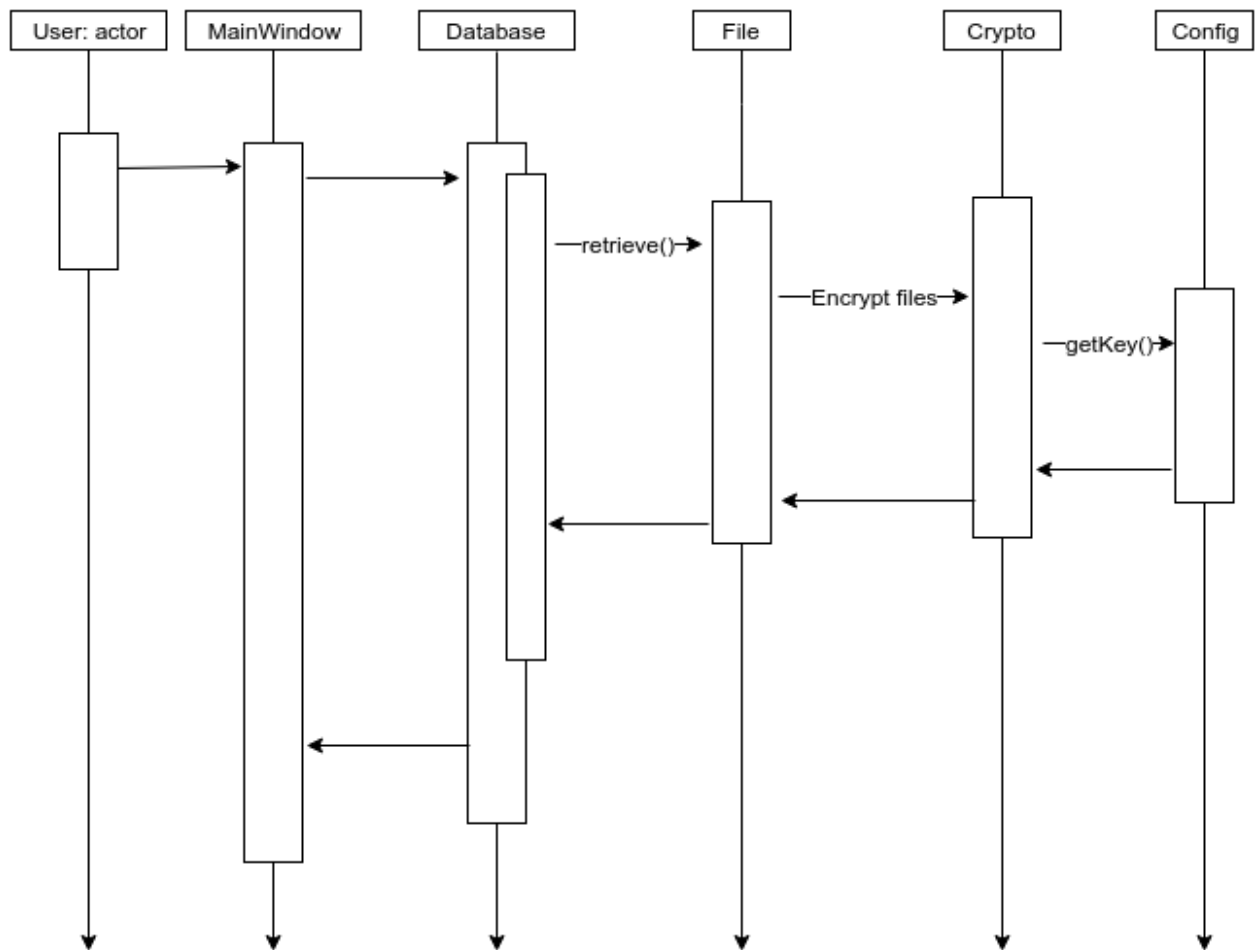 User: actor
MainWindow
Database
File
Crypto
Config
retrieve()
Encrypt files
getKey()